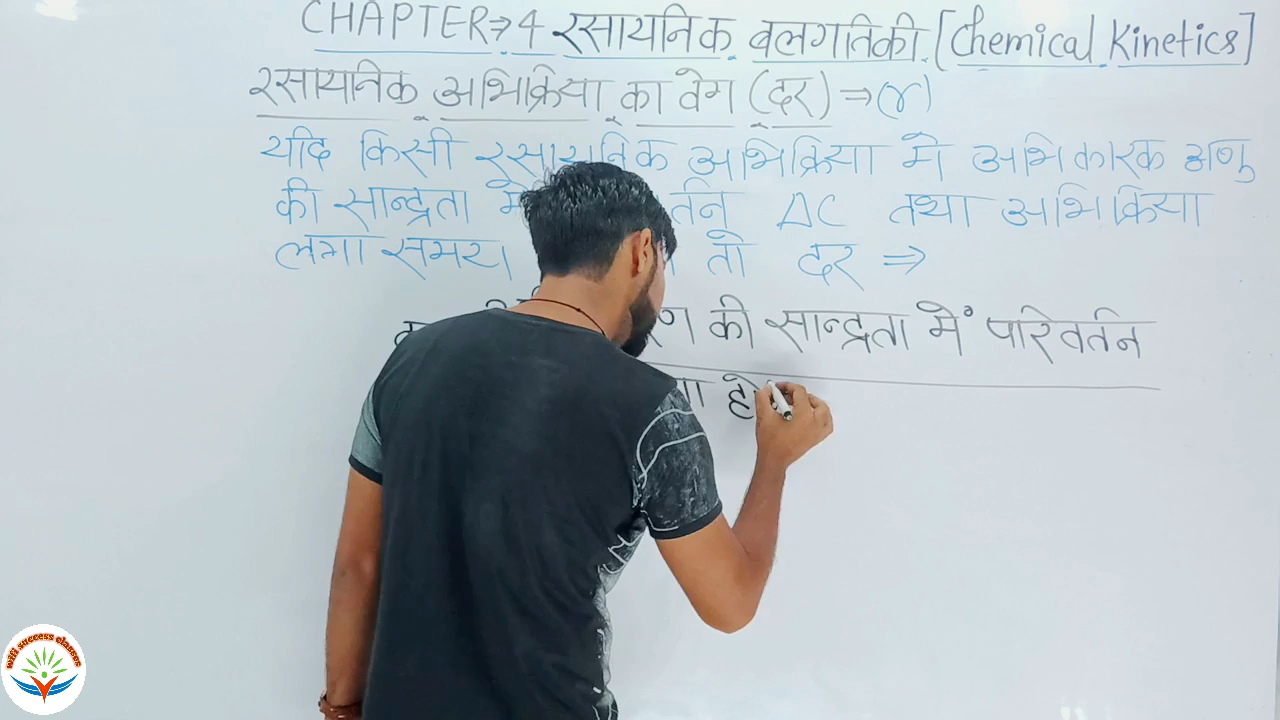 CHAPTER⇒ 4 रसायनिक बलगतिकी [Chemical Kinetics]
रसायनिक अभिक्रिया का वेग (दर) ⇒ (r)
यदि किसी रसायनिक अभिक्रिया मे अभिकारक अणु
की सान्द्रता में ΔC तथा अभिक्रिया
लगा समय तो दर ⇒
की सान्द्रता में परिवर्तन